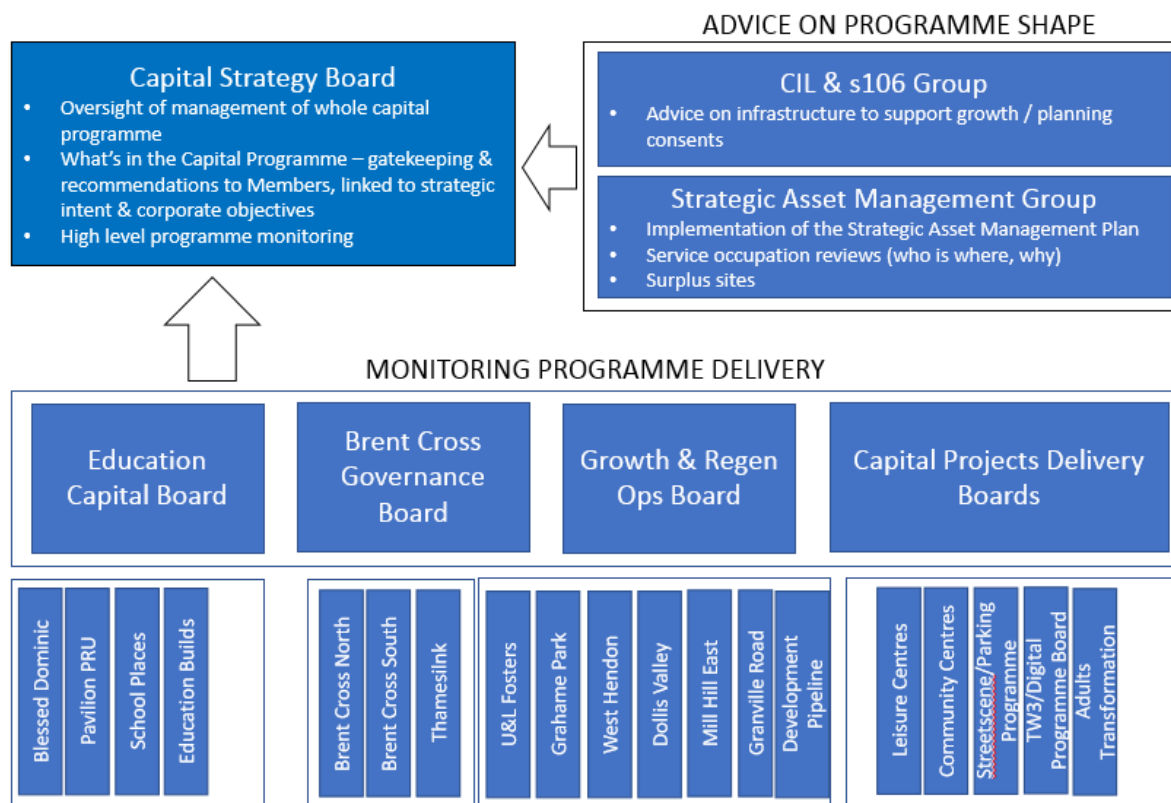 ADVICE ON PROGRAMME SHAPE
Capital Strategy Board
• Oversight of management of whole capital
programme
• What's in the Capital Programme – gatekeeping &
recommendations to Members, linked to strategic
intent & corporate objectives
• High level programme monitoring
CIL & s106 Group
• Advice on infrastructure to support growth / planning
consents
Strategic Asset Management Group
• Implementation of the Strategic Asset Management Plan
• Service occupation reviews (who is where, why)
• Surplus sites
MONITORING PROGRAMME DELIVERY
Education
Capital Board
Brent Cross
Governance
Board
Growth & Regen
Ops Board
Capital Projects Delivery
Boards
Blessed Dominic
Pavilion PRU
School Places
Education Builds
Brent Cross North
Brent Cross South
Thamesilnk
U&L Fosters
Grahame Park
West Hendon
Dollis Valley
Mill Hill East
Granville Road
Development
Pipeline
Leisure Centres
Community Centres
Streetscene/Parking
Programme
TW3/Digital
Programme Board
Adults
Transformation